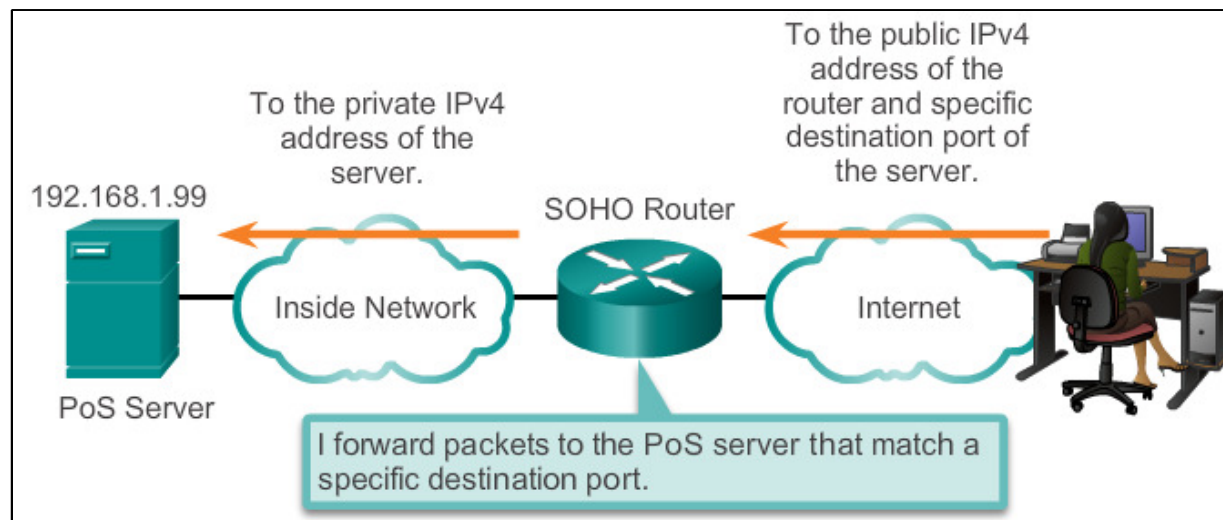 To the public IPv4
address of the
router and specific
destination port of
the server.
To the private IPv4
address of the
server.
192.168.1.99
SOHO Router
Inside Network
Internet
PoS Server
I forward packets to the PoS server that match a
specific destination port.